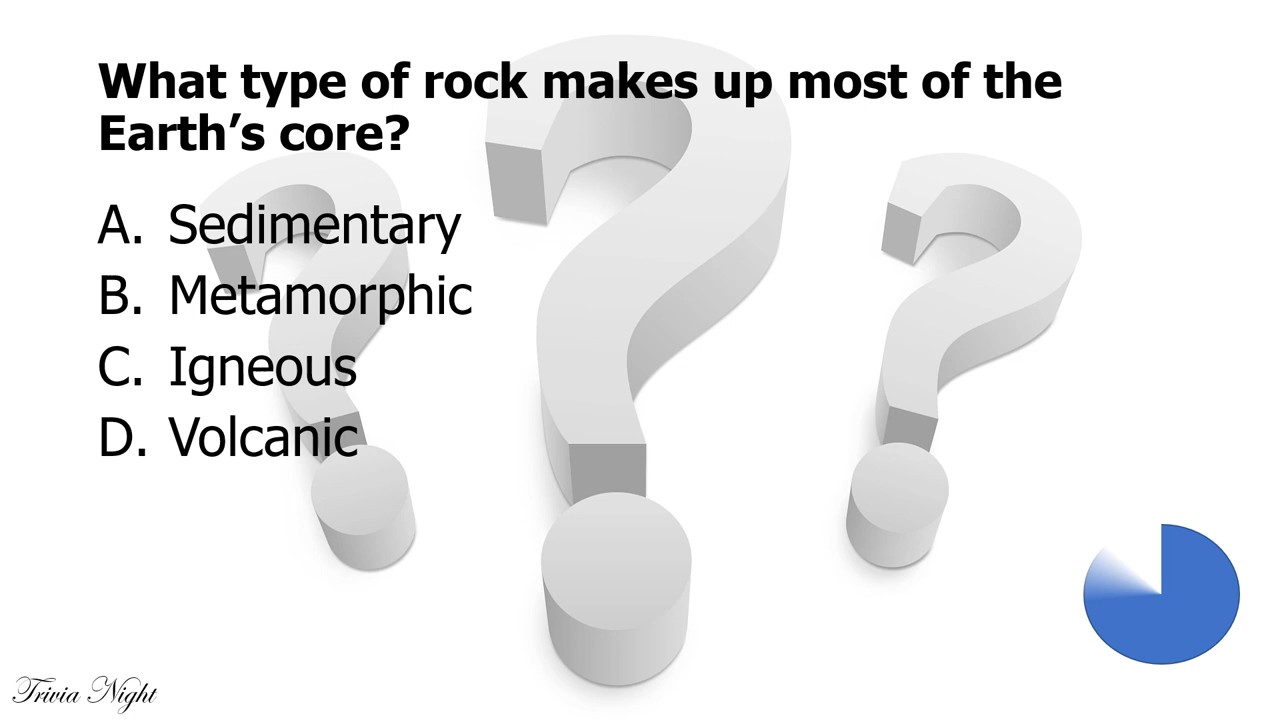 What type of rock makes up most of the
Earth’s core?
A. Sedimentary
B. Metamorphic
C. Igneous
D. Volcanic
Trivia Night